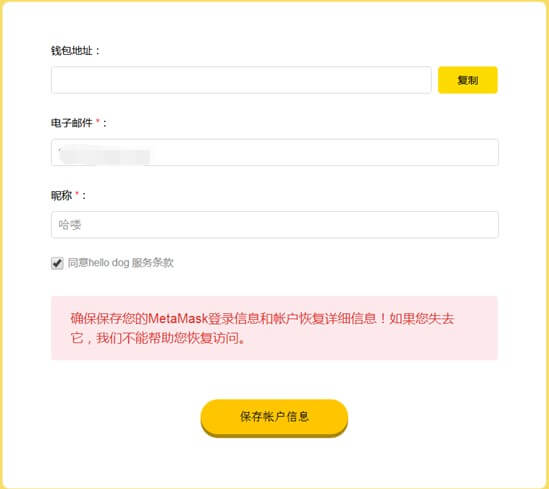 钱包地址：
复制
电子邮件 *：
昵称 *：
哈喽
同意hello dog 服务条款
确保保存您的MetaMask登录信息和帐户恢复详细信息！如果您失去
它，我们不能帮助您恢复访问。
保存帐户信息